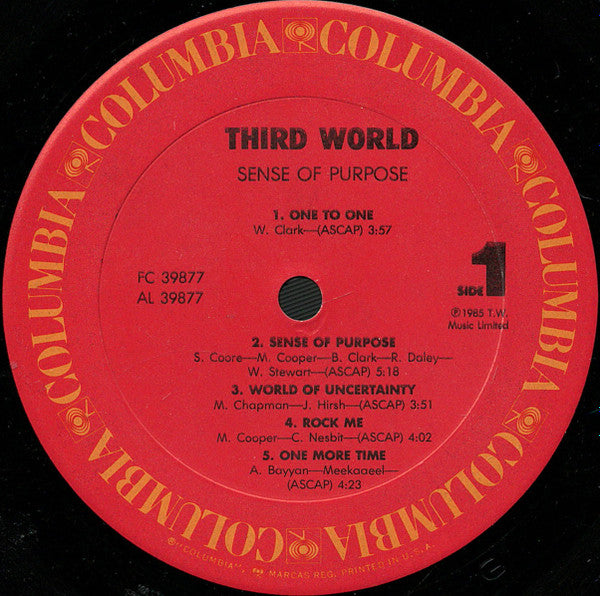 COLUMBIA COLUMBIA COLUMBIA COLUMBIA COLUMBIA COLUMBIA COLUMBIA COLUMBIA
THIRD WORLD
SENSE OF PURPOSE
1. ONE TO ONE
W. Clark—(ASCAP) 3:57
FC 39877
AL 39877
SIDE 1
℗ 1985 T.W.
Music Limited
2. SENSE OF PURPOSE
S. Coore—M. Cooper—B. Clark—R. Daley—
W. Stewart—(ASCAP) 5:18
3. WORLD OF UNCERTAINTY
M. Chapman—J. Hirsh—(ASCAP) 3:51
4. ROCK ME
M. Cooper—C. Nesbit—(ASCAP) 4:02
5. ONE MORE TIME
A. Bayyan—Meekaaeel—
(ASCAP) 4:23
"COLUMBIA", MARCAS REG. PRINTED IN U.S.A.